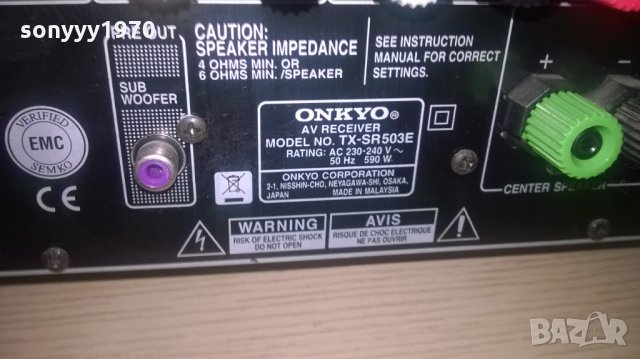 sonyyy1970
PRE OUT
SUB
WOOFER
CAUTION:
SPEAKER IMPEDANCE
4 OHMS MIN. OR
6 OHMS MIN. /SPEAKER
SEE INSTRUCTION
MANUAL FOR CORRECT
SETTINGS.
VERIFIED
EMC
SEMKO
CE
ONKYO®
AV RECEIVER
MODEL NO. TX-SR503E
RATING: AC 230-240 V ~
50 Hz 590 W
ONKYO CORPORATION
2-1, NISSHIN-CHO, NEYAGAWA-SHI, OSAKA,
JAPAN MADE IN MALAYSIA
WARNING
RISK OF ELECTRIC SHOCK
DO NOT OPEN
AVIS
RISQUE DE CHOC ELECTRIQUE
NE PAS OUVRIR
+
−
CENTER SPEAKER
BAZAR